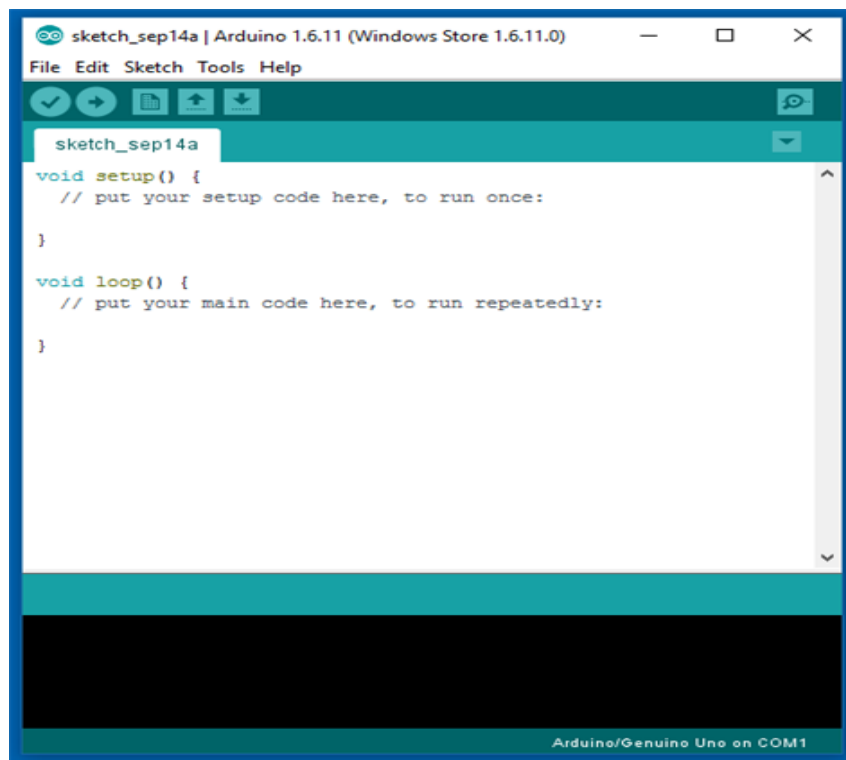 sketch_sep14a | Arduino 1.6.11 (Windows Store 1.6.11.0)
File Edit Sketch Tools Help
sketch_sep14a
void setup() {
  // put your setup code here, to run once:
}
void loop() {
  // put your main code here, to run repeatedly:
}
Arduino/Genuino Uno on COM1